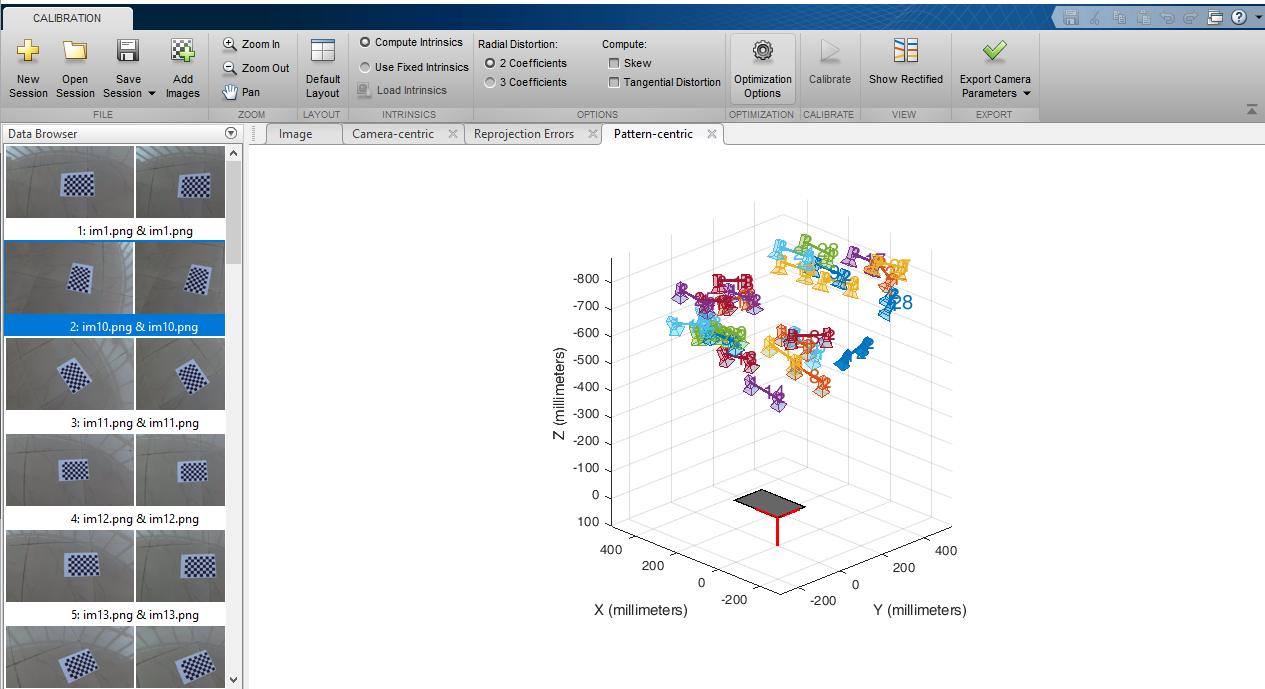 CALIBRATION
New Session
Open Session
Save Session
Add Images
FILE
Zoom In
Zoom Out
Pan
ZOOM
Default Layout
LAYOUT
Compute Intrinsics
Use Fixed Intrinsics
Load Intrinsics
INTRINSICS
Radial Distortion:
2 Coefficients
3 Coefficients
Compute:
Skew
Tangential Distortion
OPTIONS
Optimization Options
OPTIMIZATION
Calibrate
CALIBRATE
Show Rectified
VIEW
Export Camera Parameters
EXPORT
Data Browser
Image
Camera-centric
Reprojection Errors
Pattern-centric
1: im1.png & im1.png
2: im10.png & im10.png
3: im11.png & im11.png
4: im12.png & im12.png
5: im13.png & im13.png
Z (millimeters)
-800
-700
-600
-500
-400
-300
-200
-100
0
100
28
14
400
200
0
-200
X (millimeters)
-200
0
200
400
Y (millimeters)